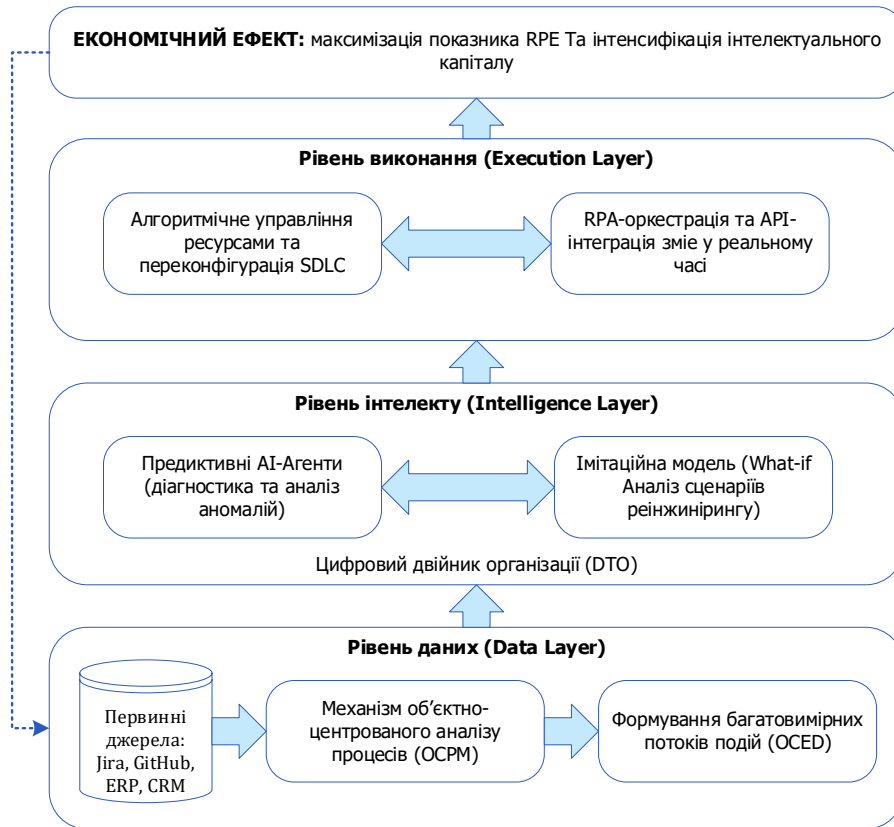 ЕКОНОМІЧНИЙ ЕФЕКТ: максимізація показника RPE Та інтенсифікація інтелектуального
капіталу
Рівень виконання (Execution Layer)
Алгоритмічне управління
ресурсами та
переконфігурація SDLC
RPA-оркестрація та API-
інтеграція зміе у реальному
часі
Рівень інтелекту (Intelligence Layer)
Предиктивні AI-Агенти
(діагностика та аналіз
аномалій)
Імітаційна модель (What-if
Аналіз сценаріїв
реінжинірингу)
Цифровий двійник організації (DTO)
Рівень даних (Data Layer)
Первинні
джерела:
Jira, GitHub,
ERP, CRM
Механізм об’єктно-
центрованого аналізу
процесів (OCPM)
Формування багатовимірних
потоків подій (OCED)